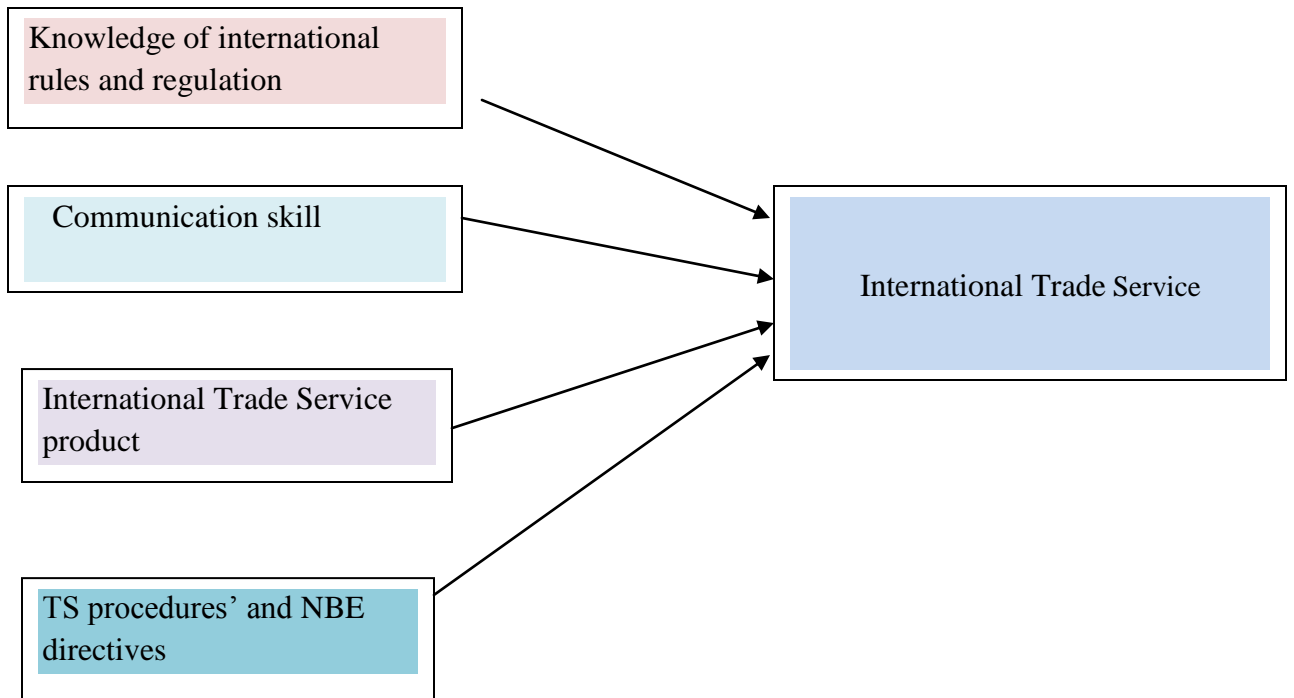 Knowledge of international
rules and regulation
Communication skill
International Trade Service
International Trade Service
product
TS procedures’ and NBE
directives